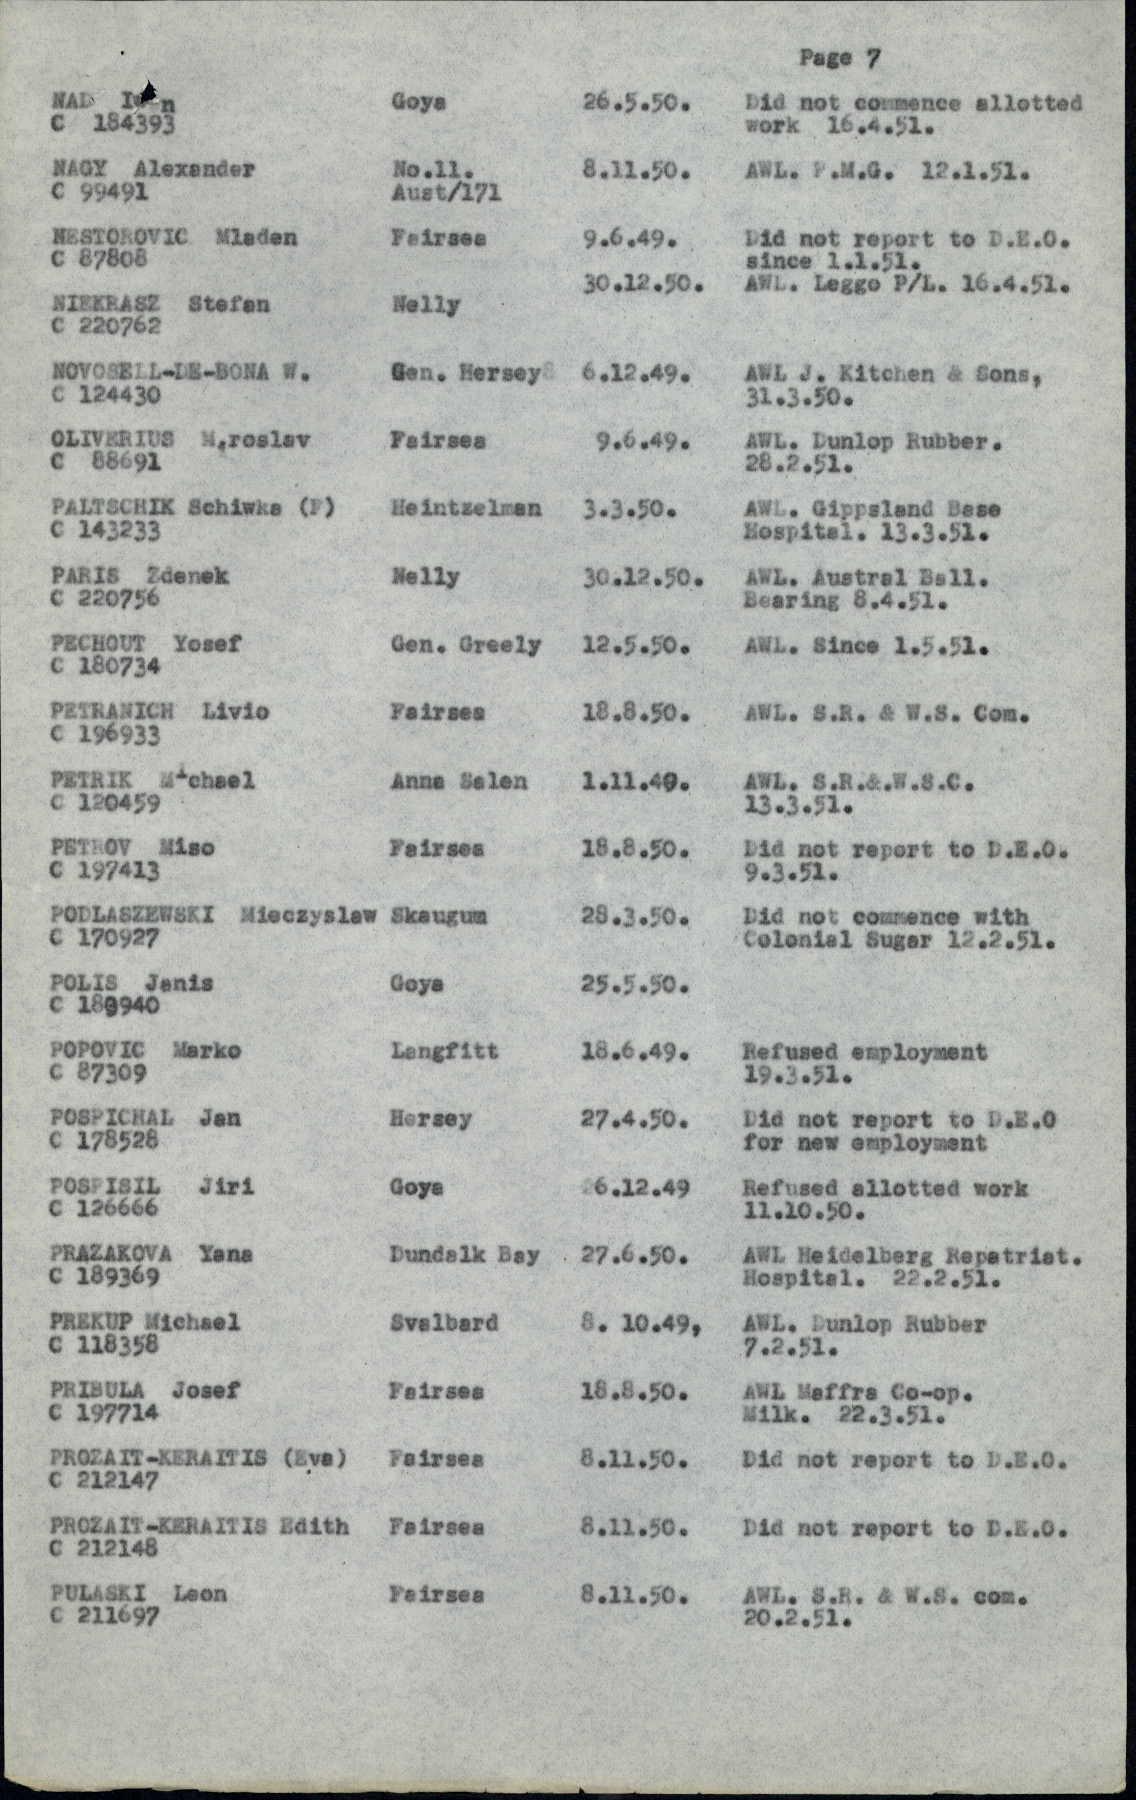 Page 7
NAD Iwan Goya 26.5.50. Did not commence allotted
C 184393 work 16.4.51.
NAGY Alexander No.11. 8.11.50. AWL. P.M.G. 12.1.51.
C 99491 Aust/171
NESTOROVIC Mladen Fairsea 9.6.49. Did not report to D.E.O.
C 87808 since 1.1.51.
30.12.50. AWL. Leggo P/L. 16.4.51.
NIEKRASZ Stefan Nelly
C 220762
NOVOSELL-DE-BONA W. Gen. Hersey 6.12.49. AWL J. Kitchen & Sons,
C 124430 31.3.50.
OLIVERIUS M.roslav Fairsea 9.6.49. AWL. Dunlop Rubber.
C 88691 28.2.51.
PALTSCHIK Schiwka (F) Heintzelman 3.3.50. AWL. Gippsland Base
C 143233 Hospital. 13.3.51.
PARIS Zdenek Nelly 30.12.50. AWL. Austral Ball.
C 220756 Bearing 8.4.51.
PECHOUT Yosef Gen. Greely 12.5.50. AWL. Since 1.5.51.
C 180734
PETRANICH Livio Fairsea 18.8.50. AWL. S.R. & W.S. Com.
C 196933
PETRIK Michael Anna Salen 1.11.49. AWL. S.R.&.W.S.C.
C 120459 13.3.51.
PETROV Miso Fairsea 18.8.50. Did not report to D.E.O.
C 197413 9.3.51.
PODLASZEWSKI Mieczyslaw Skaugum 28.3.50. Did not commence with
C 170927 Colonial Sugar 12.2.51.
POLIS Janis Goya 25.5.50.
C
POPOVIC Marko Langfitt 18.6.49. Refused employment
C 87309 19.3.51.
POSPICHAL Jan Hersey 27.4.50. Did not report to D.E.O
C 178528 for new employment
POSPISIL Jiri Goya 6.12.49 Refused allotted work
C 126666 11.10.50.
PRAZAKOVA Yana Dundalk Bay 27.6.50. AWL Heidelberg Repatriat.
C 189369 Hospital. 22.2.51.
PREKUP Michael Svalbard 8. 10.49, AWL. Dunlop Rubber
C 118358 7.2.51.
PRIBULA Josef Fairsea 18.8.50. AWL Maffra Co-op.
C 197714 Milk. 22.3.51.
PROZAIT-KERAITIS (Eva) Fairsea 8.11.50. Did not report to D.E.O.
C 212147
PROZAIT-KERAITIS Edith Fairsea 8.11.50. Did not report to D.E.O.
C 212148
PULASKI Leon Fairsea 8.11.50. AWL. S.R. & W.S. com.
C 211697 20.2.51.